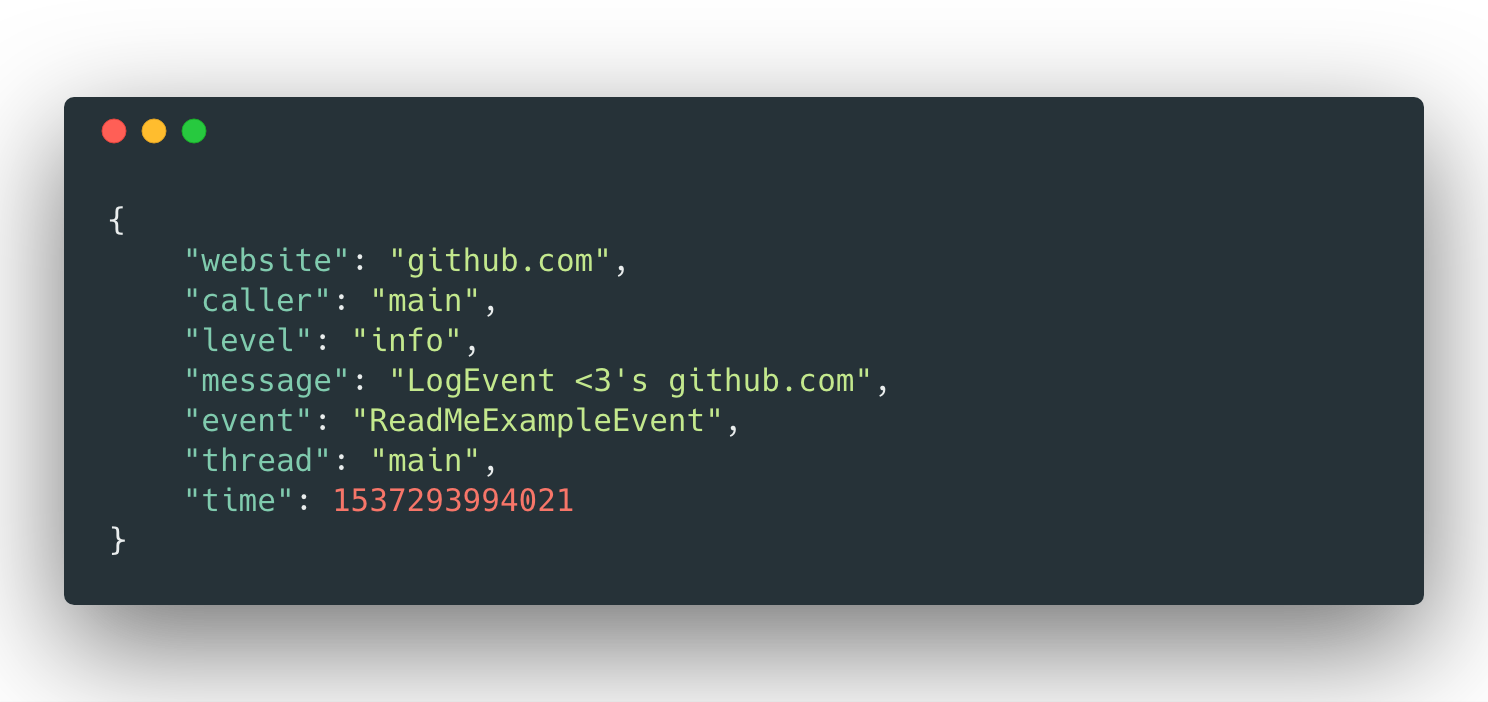 {
    "website": "github.com",
    "caller": "main",
    "level": "info",
    "message": "LogEvent <3's github.com",
    "event": "ReadMeExampleEvent",
    "thread": "main",
    "time": 1537293994021
}